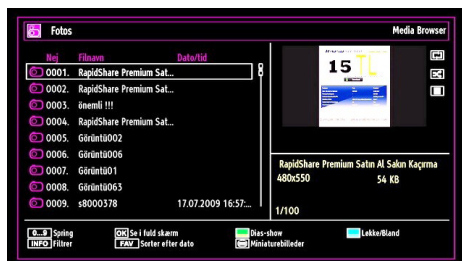 Fotos
Media Browser
Nej Filnavn Dato/tid
0001. RapidShare Premium Sat...
0002. RapidShare Premium Sat...
0003. önemli !!!
0004. RapidShare Premium Sat...
0005. Görüntü002
0006. Görüntü006
0007. Görüntü01
0008. Görüntü063
0009. s8000378 17.07.2009 16:57:...
15 TL
RapidShare Premium Satın Al Sakın Kaçırma
480x550 54 KB
1/100
0...9 Spring OK Se i fuld skærm Dias-show Lekke/Bland
INFO Filtrer FAV Sorter efter dato Miniaturebilleder